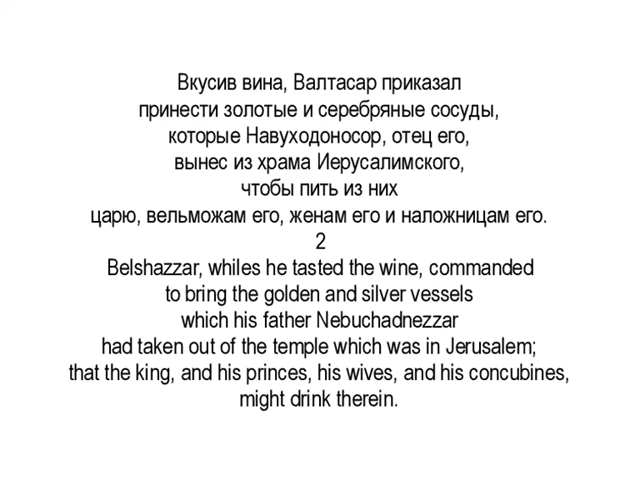 Вкусив вина, Валтасар приказал
принести золотые и серебряные сосуды,
которые Навуходоносор, отец его,
вынес из храма Иерусалимского,
чтобы пить из них
царю, вельможам его, женам его и наложницам его.
2
Belshazzar, whiles he tasted the wine, commanded
to bring the golden and silver vessels
which his father Nebuchadnezzar
had taken out of the temple which was in Jerusalem;
that the king, and his princes, his wives, and his concubines,
might drink therein.